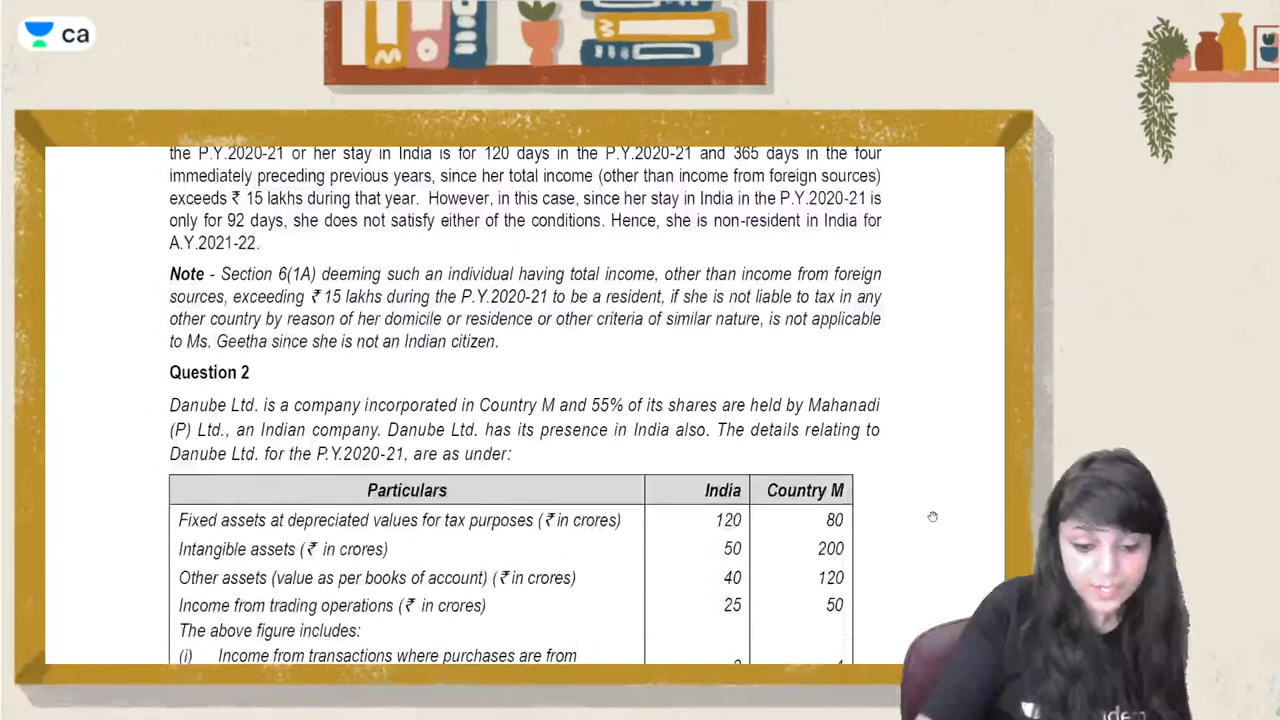 ca
the P.Y.2020-21 or her stay in India is for 120 days in the P.Y.2020-21 and 365 days in the four
immediately preceding previous years, since her total income (other than income from foreign sources)
exceeds ₹ 15 lakhs during that year. However, in this case, since her stay in India in the P.Y.2020-21 is
only for 92 days, she does not satisfy either of the conditions. Hence, she is non-resident in India for
A.Y.2021-22.
Note - Section 6(1A) deeming such an individual having total income, other than income from foreign
sources, exceeding ₹ 15 lakhs during the P.Y.2020-21 to be a resident, if she is not liable to tax in any
other country by reason of her domicile or residence or other criteria of similar nature, is not applicable
to Ms. Geetha since she is not an Indian citizen.
Question 2
Danube Ltd. is a company incorporated in Country M and 55% of its shares are held by Mahanadi
(P) Ltd., an Indian company. Danube Ltd. has its presence in India also. The details relating to
Danube Ltd. for the P.Y.2020-21, are as under:
Particulars India Country M
Fixed assets at depreciated values for tax purposes (₹ in crores) 120 80
Intangible assets (₹ in crores) 50 200
Other assets (value as per books of account) (₹ in crores) 40 120
Income from trading operations (₹ in crores) 25 50
The above figure includes:
(i) Income from transactions where purchases are from